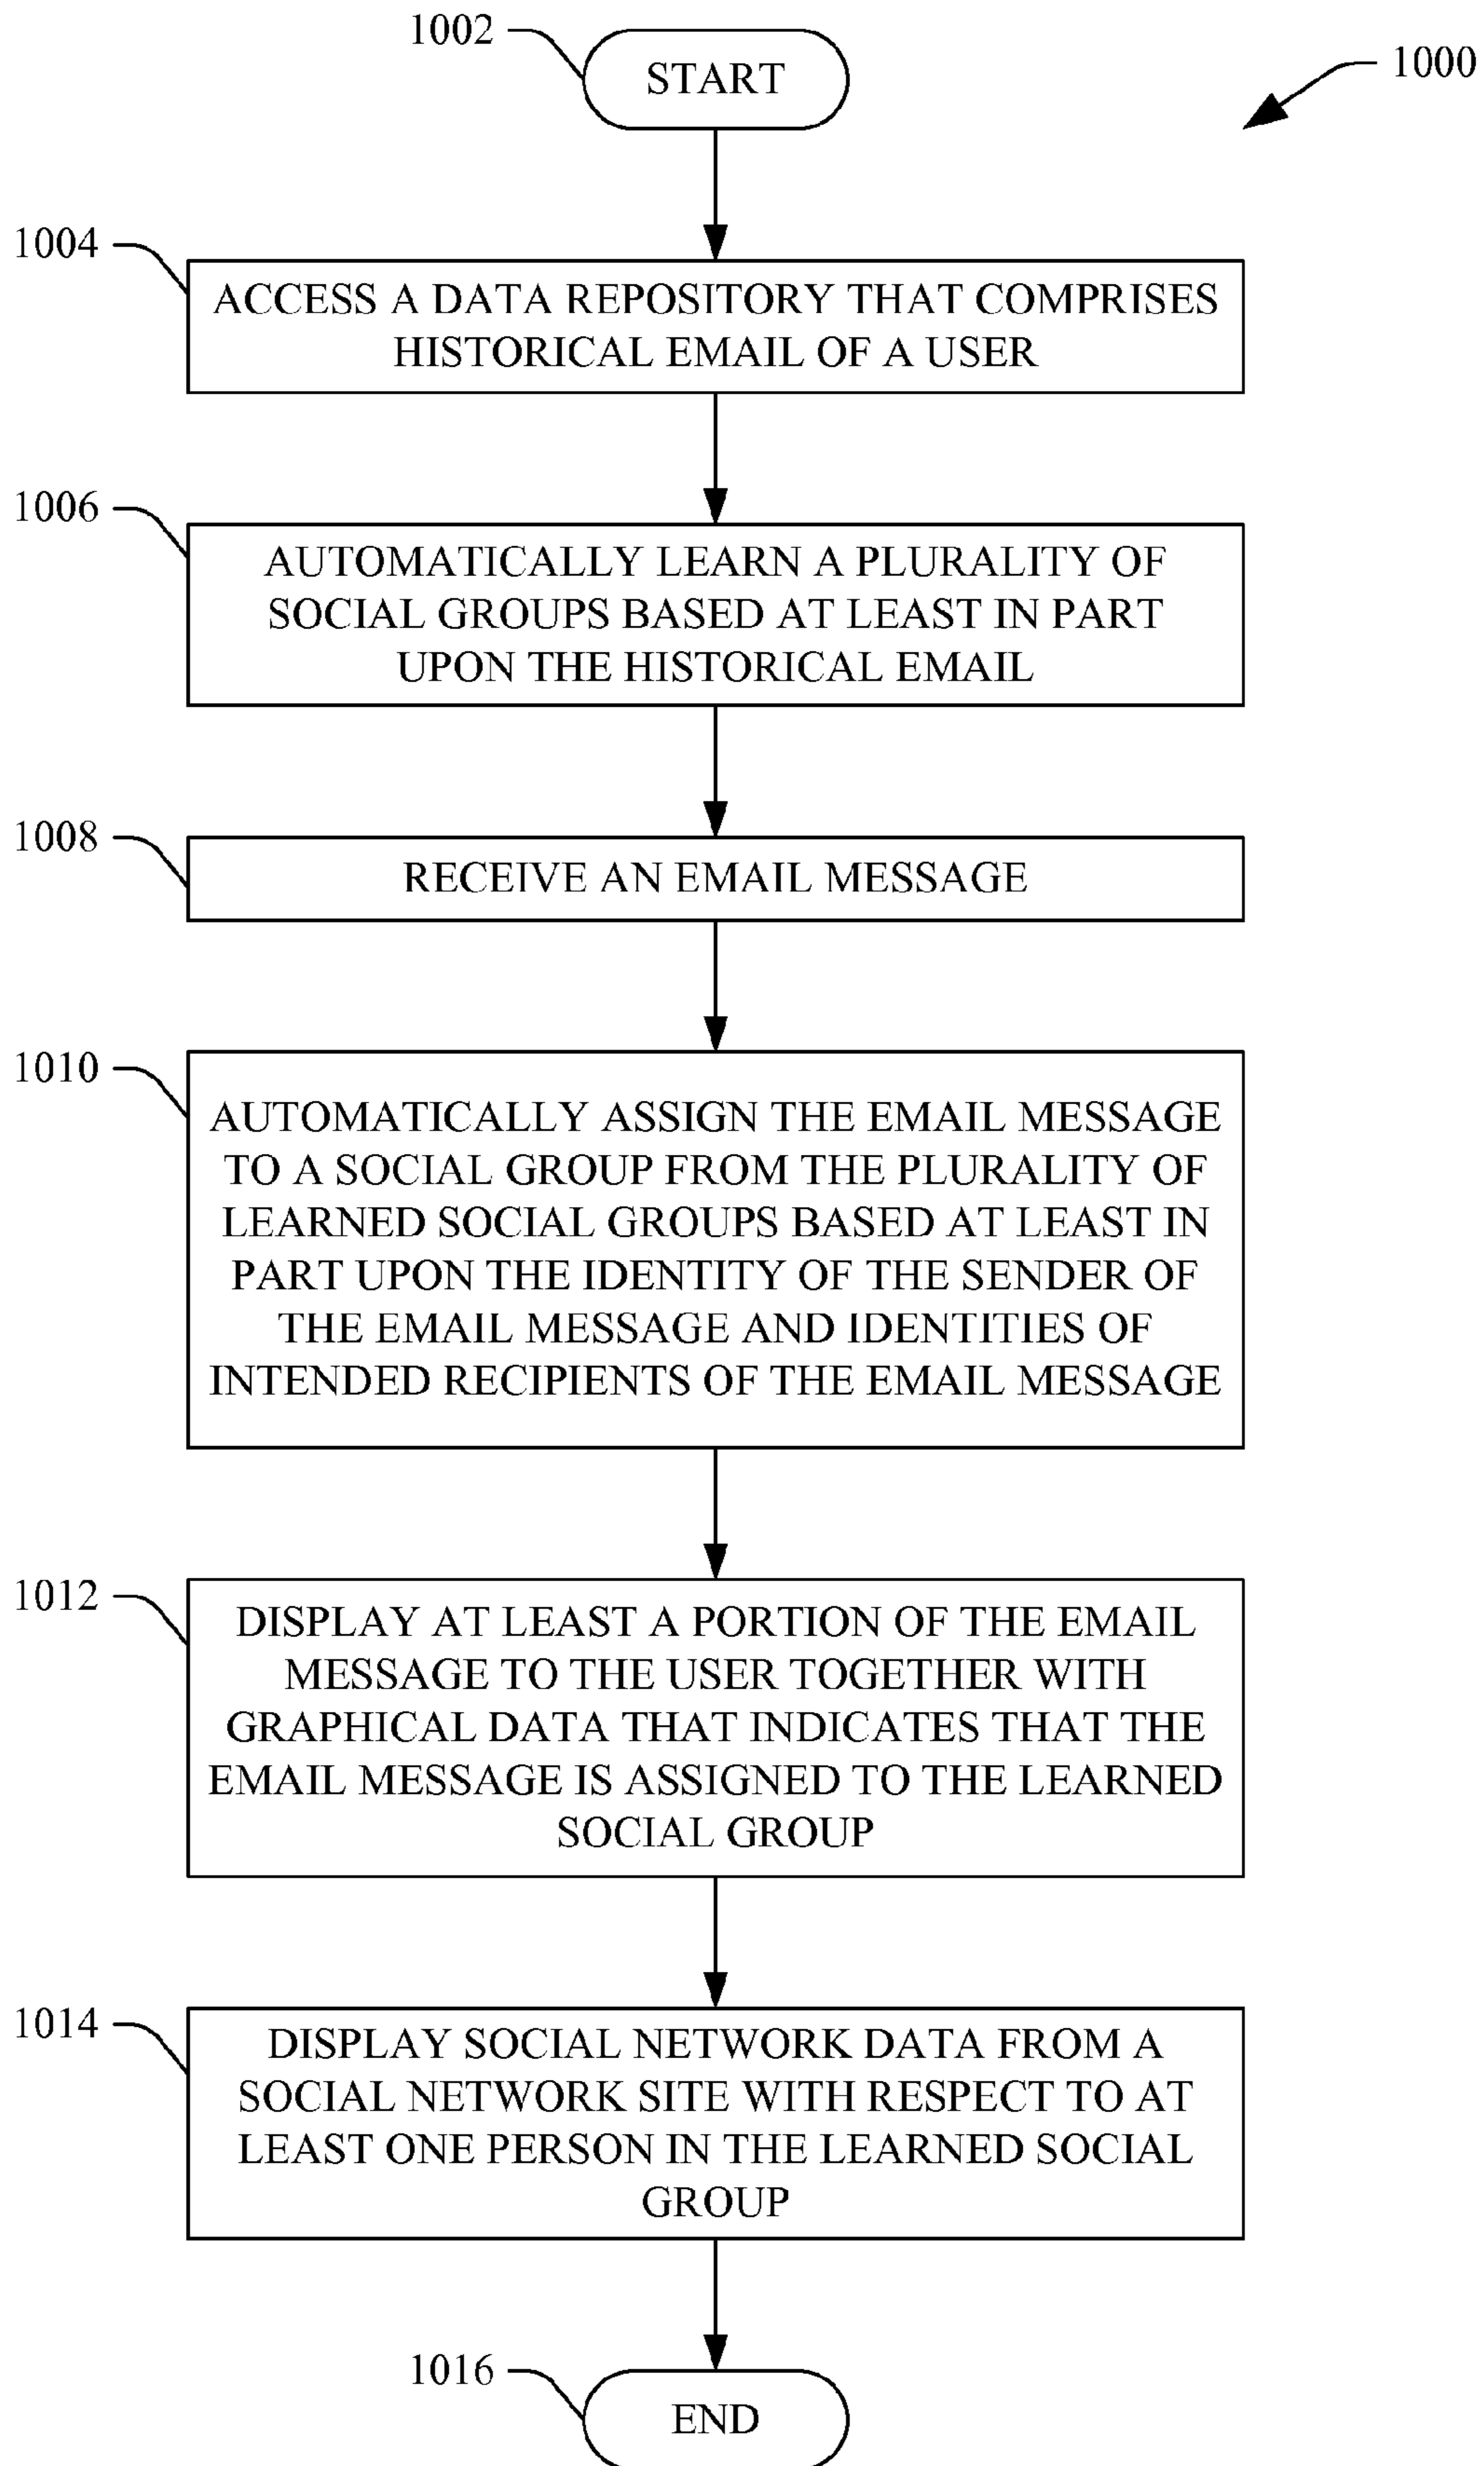 1002
START
1000
1004
ACCESS A DATA REPOSITORY THAT COMPRISES
HISTORICAL EMAIL OF A USER
1006
AUTOMATICALLY LEARN A PLURALITY OF
SOCIAL GROUPS BASED AT LEAST IN PART
UPON THE HISTORICAL EMAIL
1008
RECEIVE AN EMAIL MESSAGE
1010
AUTOMATICALLY ASSIGN THE EMAIL MESSAGE
TO A SOCIAL GROUP FROM THE PLURALITY OF
LEARNED SOCIAL GROUPS BASED AT LEAST IN
PART UPON THE IDENTITY OF THE SENDER OF
THE EMAIL MESSAGE AND IDENTITIES OF
INTENDED RECIPIENTS OF THE EMAIL MESSAGE
1012
DISPLAY AT LEAST A PORTION OF THE EMAIL
MESSAGE TO THE USER TOGETHER WITH
GRAPHICAL DATA THAT INDICATES THAT THE
EMAIL MESSAGE IS ASSIGNED TO THE LEARNED
SOCIAL GROUP
1014
DISPLAY SOCIAL NETWORK DATA FROM A
SOCIAL NETWORK SITE WITH RESPECT TO AT
LEAST ONE PERSON IN THE LEARNED SOCIAL
GROUP
1016
END